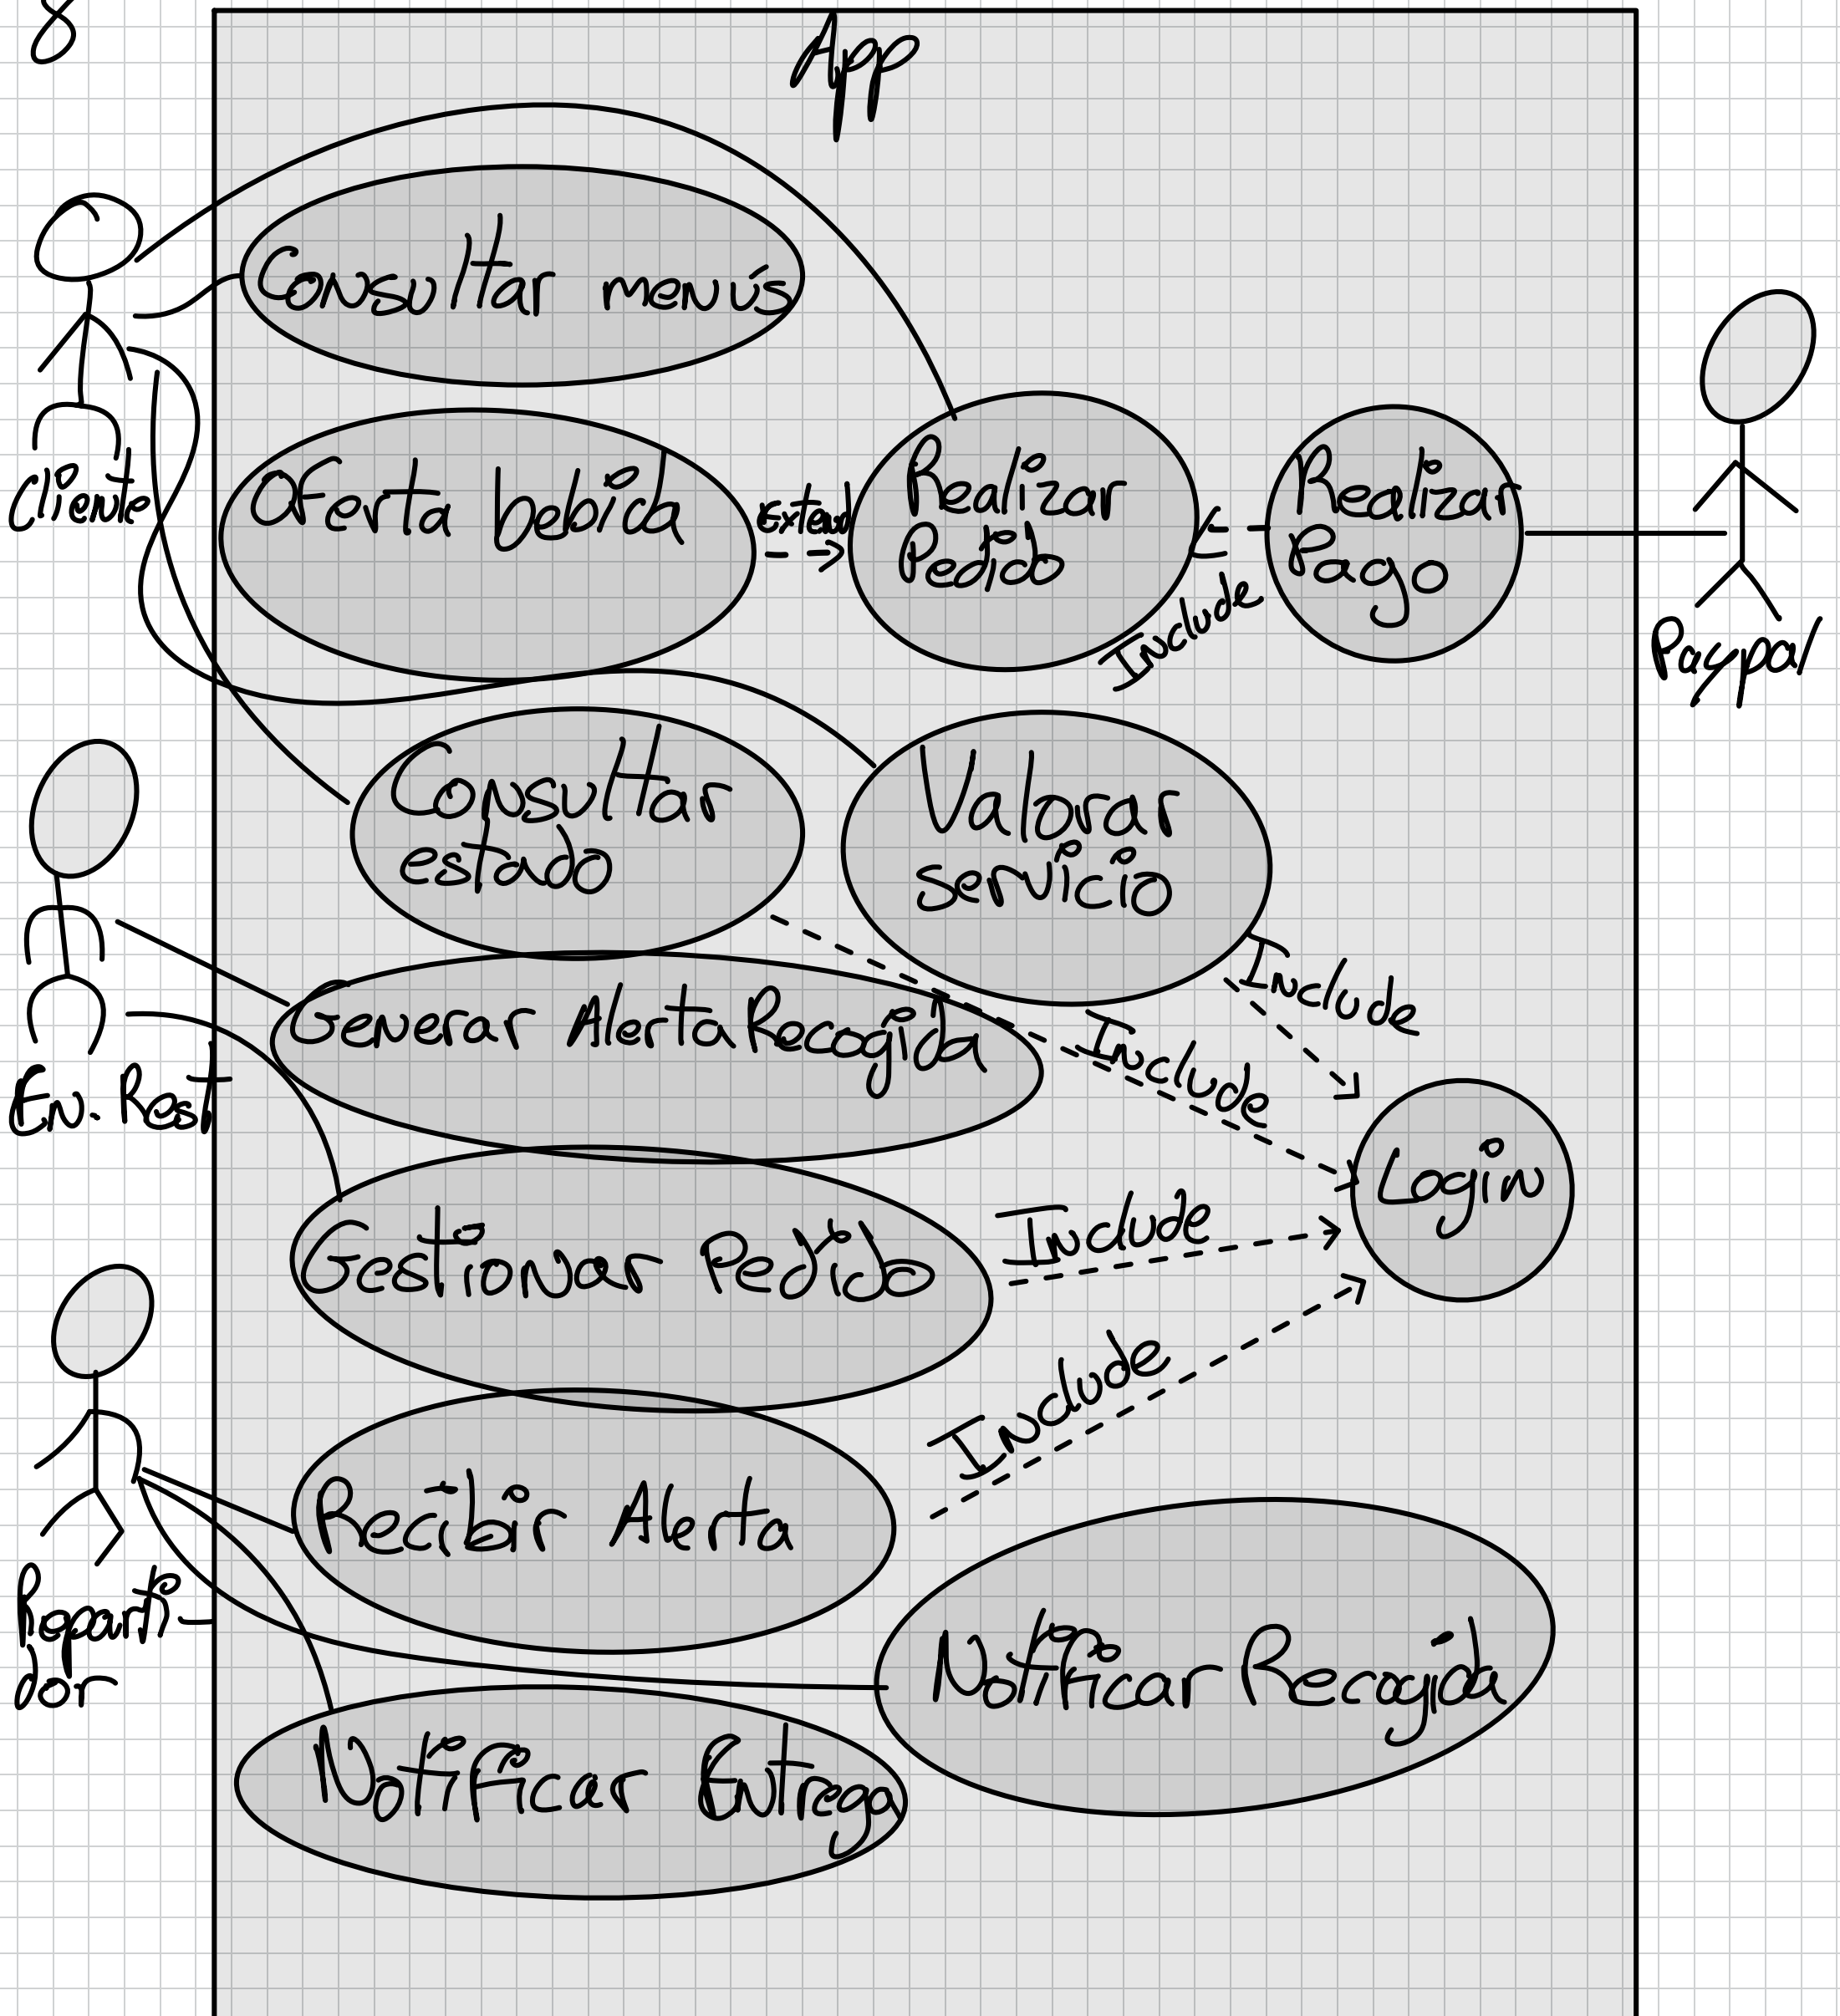 8
App
Consultar menús
Cliente
Oferta bebida
extend
Realizar
Pedido
Include
Realizar
Pago
Paypal
Consultar
estado
Valorar
servicio
Include
Generar Alerta Recogida
Include
En. Rest
Login
Gestionar Pedido
Include
Recibir Alerta
Include
Reparti-
dor
Notificar Recogida
Notificar Entrega